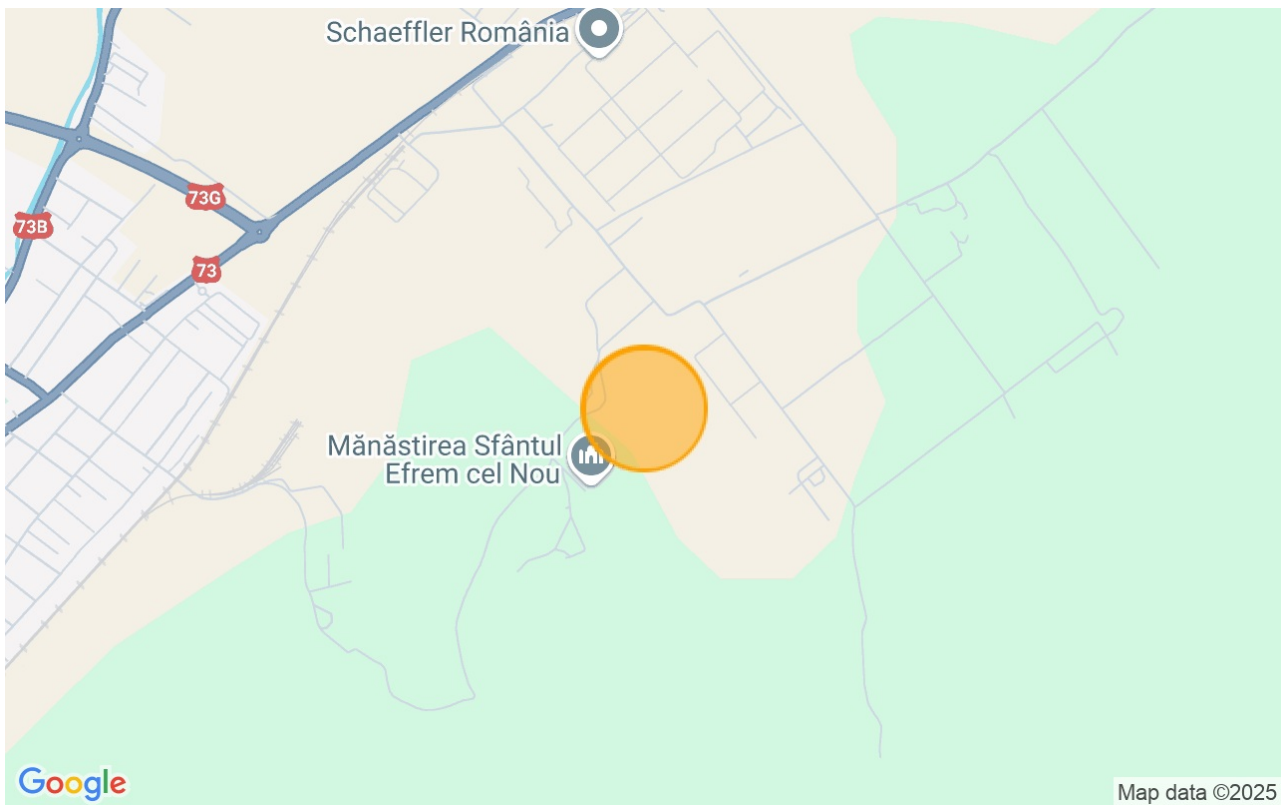 Schaeffler România
73G
73B
73
Mănăstirea Sfântul
Efrem cel Nou
Google
Map data ©2025